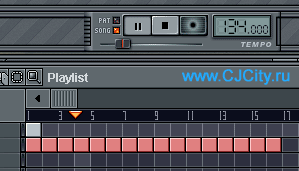 PAT
SONG
134.000
TEMPO
Playlist
www.CJCity.ru
1 3 5 7 9 11 13 15 17